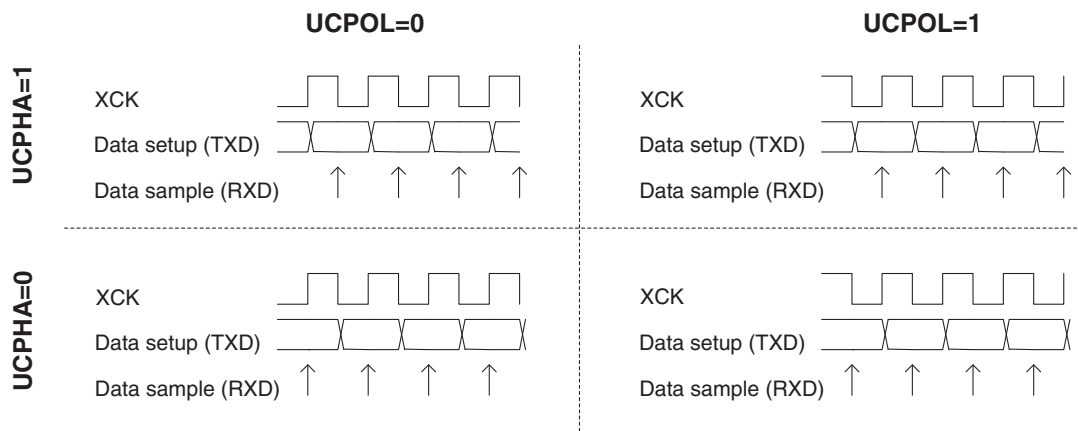 UCPOL=0
UCPOL=1
UCPHA=1
XCK
Data setup (TXD)
Data sample (RXD)
XCK
Data setup (TXD)
Data sample (RXD)
UCPHA=0
XCK
Data setup (TXD)
Data sample (RXD)
XCK
Data setup (TXD)
Data sample (RXD)